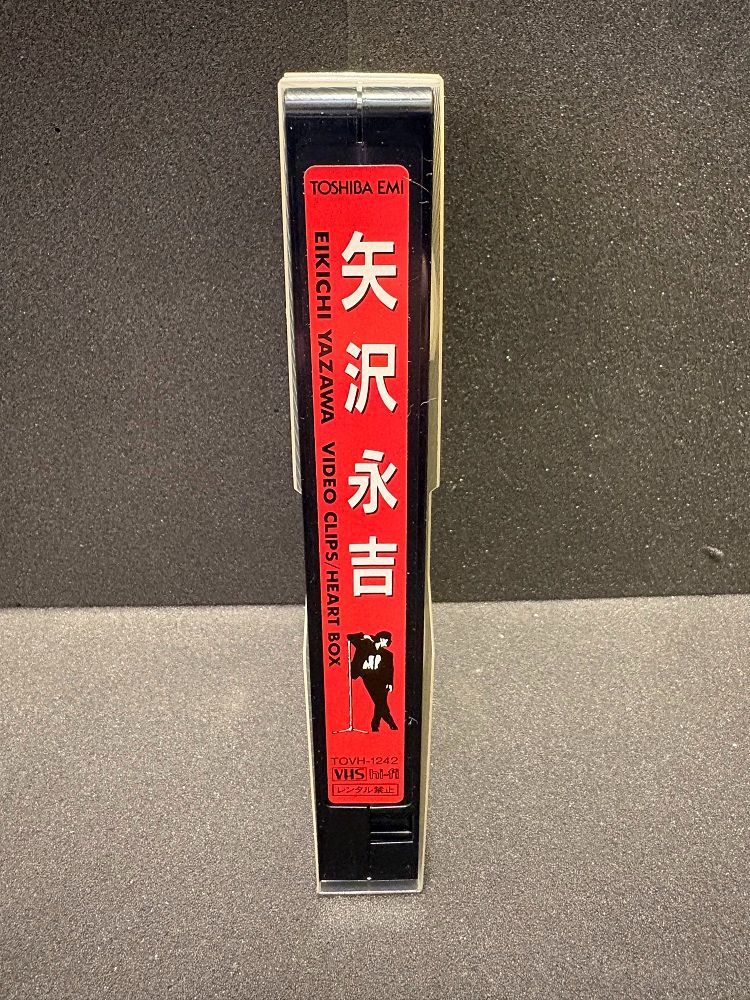 TOSHIBA EMI
矢沢永吉
EIKICHI YAZAWA VIDEO CLIPS/HEART BOX
TOVH-1242
VHS hi-fi
レンタル禁止